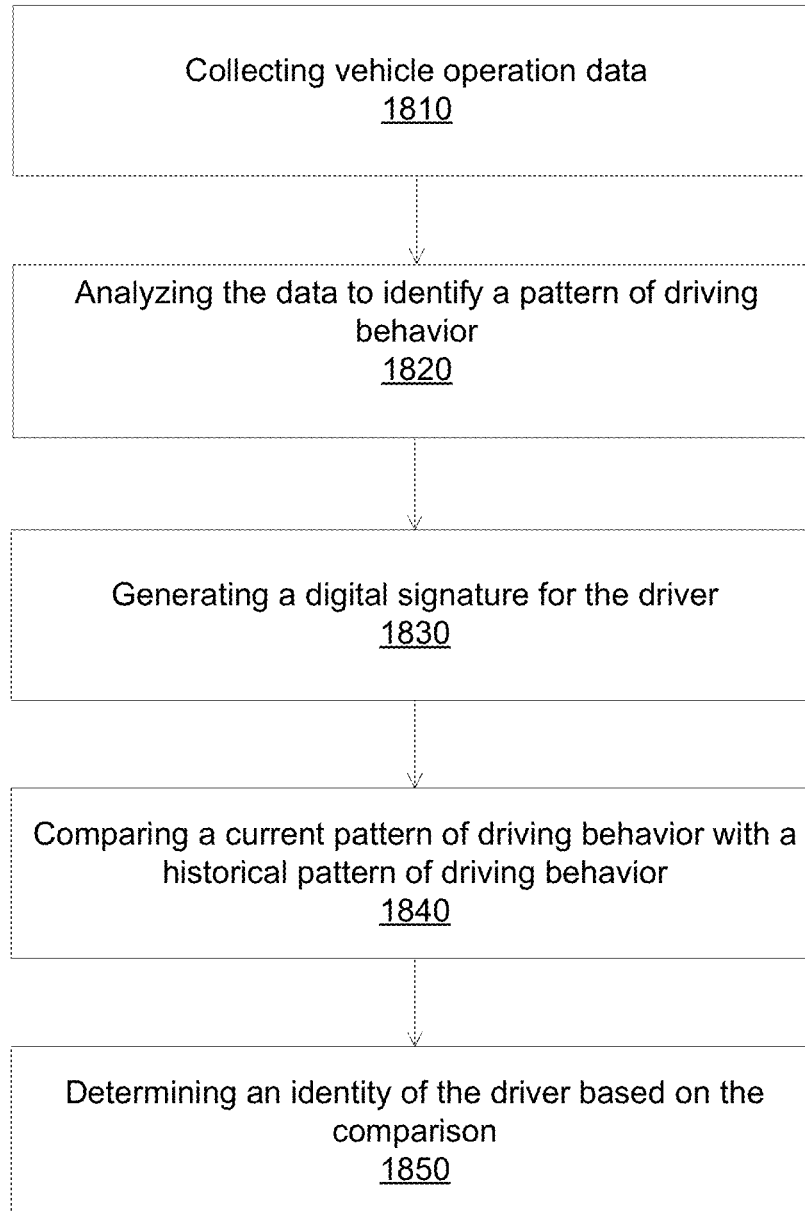 Collecting vehicle operation data
1810
Analyzing the data to identify a pattern of driving
behavior
1820
Generating a digital signature for the driver
1830
Comparing a current pattern of driving behavior with a
historical pattern of driving behavior
1840
Determining an identity of the driver based on the
comparison
1850